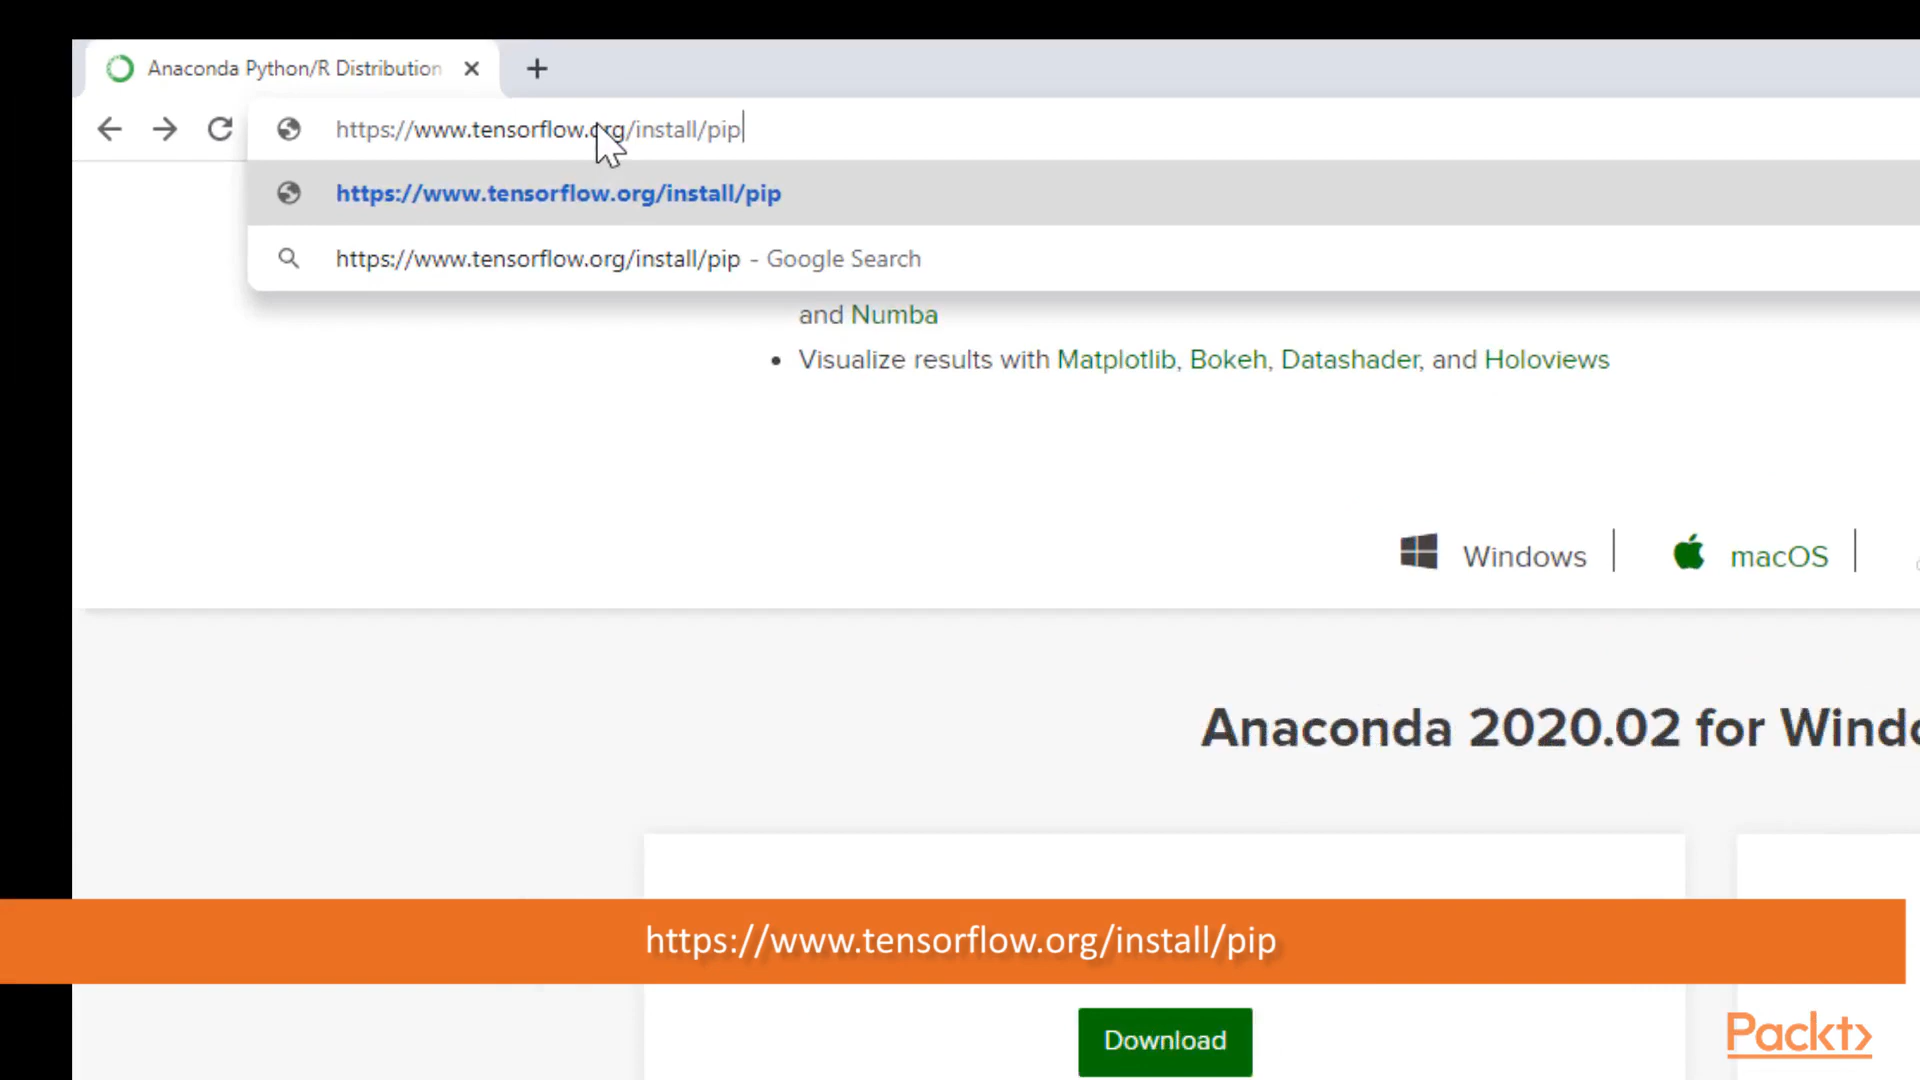 Anaconda Python/R Distribution
https://www.tensorflow.org/install/pip
https://www.tensorflow.org/install/pip
https://www.tensorflow.org/install/pip - Google Search
and Numba
• Visualize results with Matplotlib, Bokeh, Datashader, and Holoviews
Windows | macOS |
Anaconda 2020.02 for Windo
https://www.tensorflow.org/install/pip
Download
Packt>